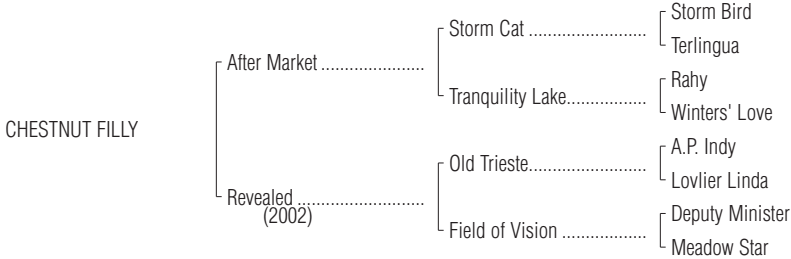 Storm Bird
Storm Cat ........................
Terlingua
After Market ......................
Rahy
Tranquility Lake.................
Winters' Love
CHESTNUT FILLY
A.P. Indy
Old Trieste.........................
Lovlier Linda
Revealed ...........................
(2002)
Deputy Minister
Field of Vision ..................
Meadow Star